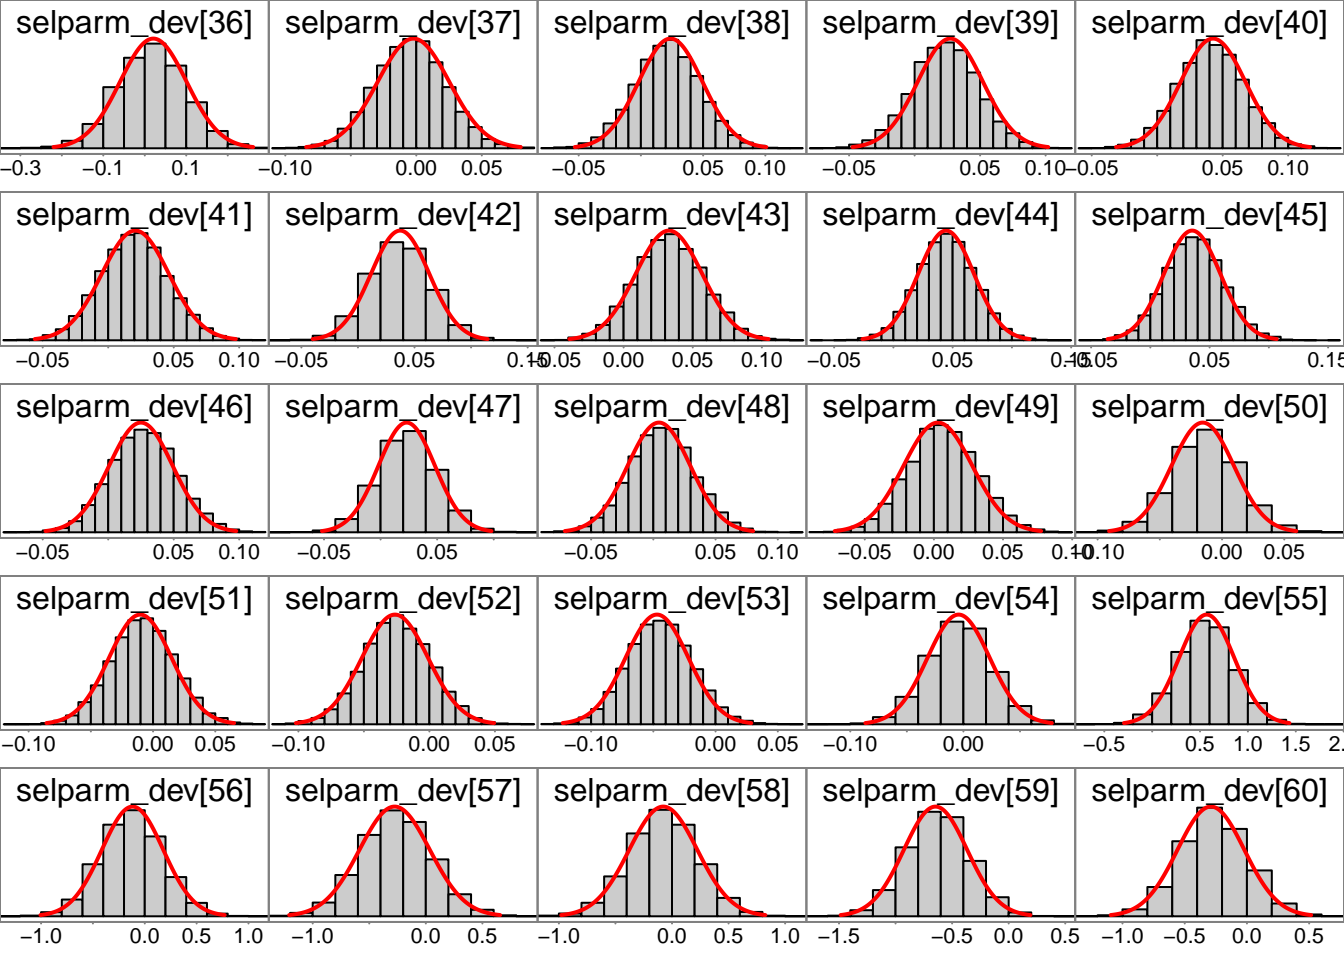 selparm_dev[36] selparm_dev[37] selparm_dev[38] selparm_dev[39] selparm_dev[40]
−0.3 −0.1 0.1 −0.10 0.00 0.05 −0.05 0.05 0.10 −0.05 0.05 0.10 −0.05 0.05 0.10
selparm_dev[41] selparm_dev[42] selparm_dev[43] selparm_dev[44] selparm_dev[45]
−0.05 0.05 0.10 −0.05 0.05 0.15 −0.05 0.00 0.05 0.10 −0.05 0.05 −0.05 0.05 0.15
selparm_dev[46] selparm_dev[47] selparm_dev[48] selparm_dev[49] selparm_dev[50]
−0.05 0.05 0.10 −0.05 0.05 −0.05 0.05 0.10 −0.05 0.00 0.05 0.00 0.05
selparm_dev[51] selparm_dev[52] selparm_dev[53] selparm_dev[54] selparm_dev[55]
−0.10 0.00 0.05 −0.10 0.00 0.05 −0.10 0.00 0.05 −0.10 0.00 −0.5 0.5 1.0 1.5 2.
selparm_dev[56] selparm_dev[57] selparm_dev[58] selparm_dev[59] selparm_dev[60]
−1.0 0.0 0.5 1.0 −1.0 0.0 0.5 −1.0 0.0 0.5 1.0 −1.5 −0.5 0.0 0.5 −1.0 −0.5 0.0 0.5